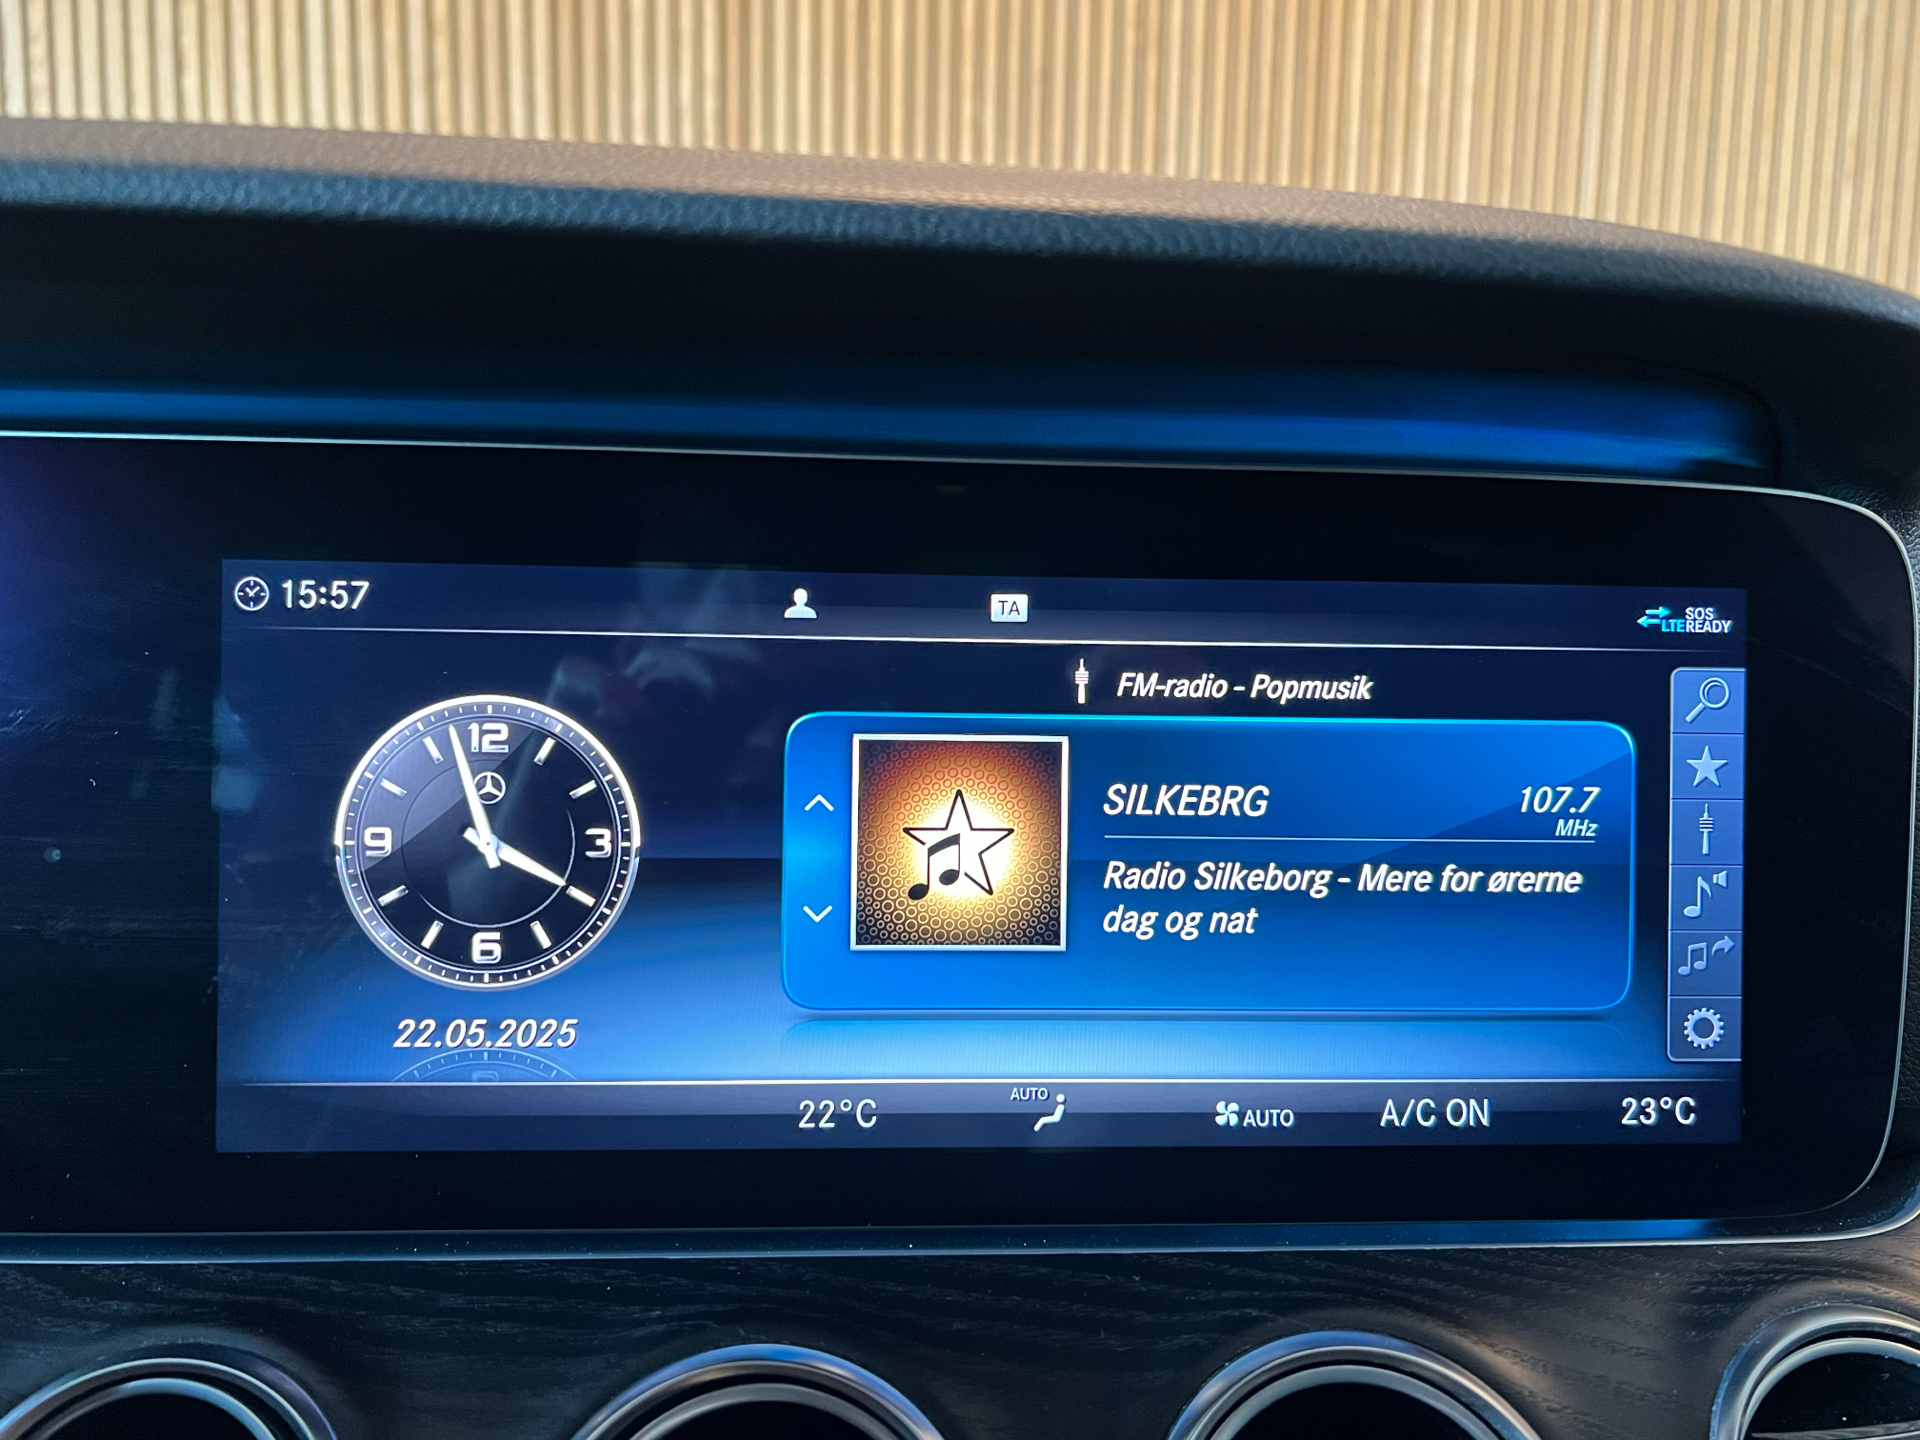 15:57
TA
SOS
LTE READY
FM-radio - Popmusik
12
9
3
6
SILKEBRG
107.7
MHz
Radio Silkeborg - Mere for ørerne
dag og nat
22.05.2025
22°C
AUTO
AUTO
A/C ON
23°C